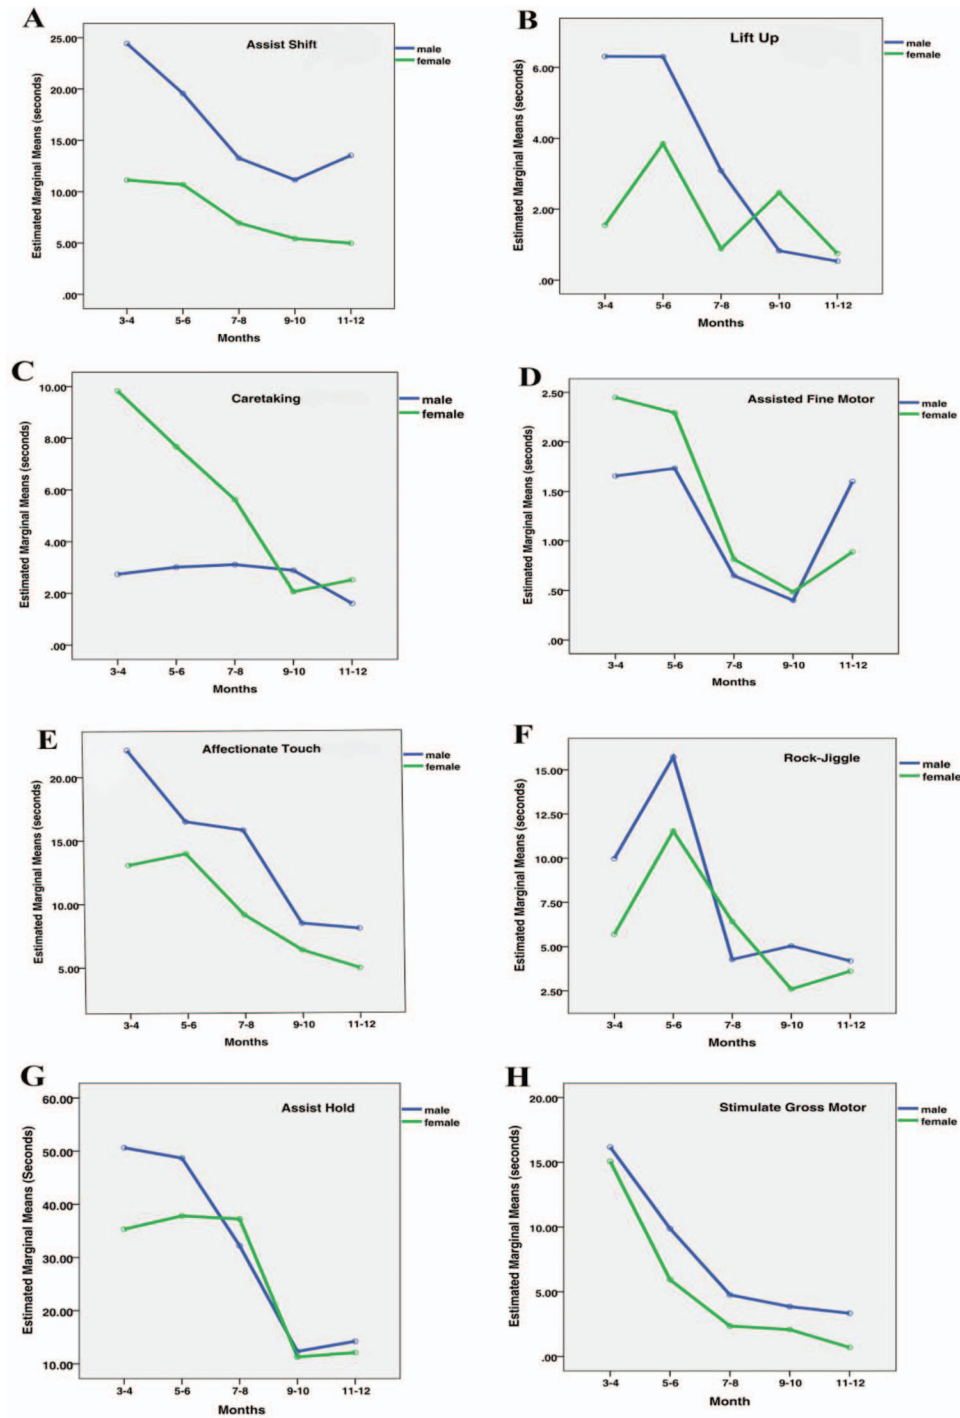 A
Assist Shift
male
female
Estimated Marginal Means (seconds)
25.00
20.00
15.00
10.00
5.00
.00
3-4 5-6 7-8 9-10 11-12
Months
B
Lift Up
male
female
Estimated Marginal Means (seconds)
6.00
4.00
2.00
.00
3-4 5-6 7-8 9-10 11-12
Months
C
Caretaking
male
female
Estimated Marginal Means (seconds)
10.00
8.00
6.00
4.00
2.00
.00
3-4 5-6 7-8 9-10 11-12
Months
D
Assisted Fine Motor
male
female
Estimated Marginal Means (seconds)
2.50
2.00
1.50
1.00
.50
.00
3-4 5-6 7-8 9-10 11-12
Months
E
Affectionate Touch
male
female
Estimated Marginal Means (seconds)
20.00
15.00
10.00
5.00
3-4 5-6 7-8 9-10 11-12
Months
F
Rock-Jiggle
male
female
Estimated Marginal Means (seconds)
15.00
12.50
10.00
7.50
5.00
2.50
3-4 5-6 7-8 9-10 11-12
Months
G
Assist Hold
male
female
Estimated Marginal Means (Seconds)
60.00
50.00
40.00
30.00
20.00
10.00
3-4 5-6 7-8 9-10 11-12
Months
H
Stimulate Gross Motor
male
female
Estimated Marginal Means (seconds)
20.00
15.00
10.00
5.00
.00
3-4 5-6 7-8 9-10 11-12
Month